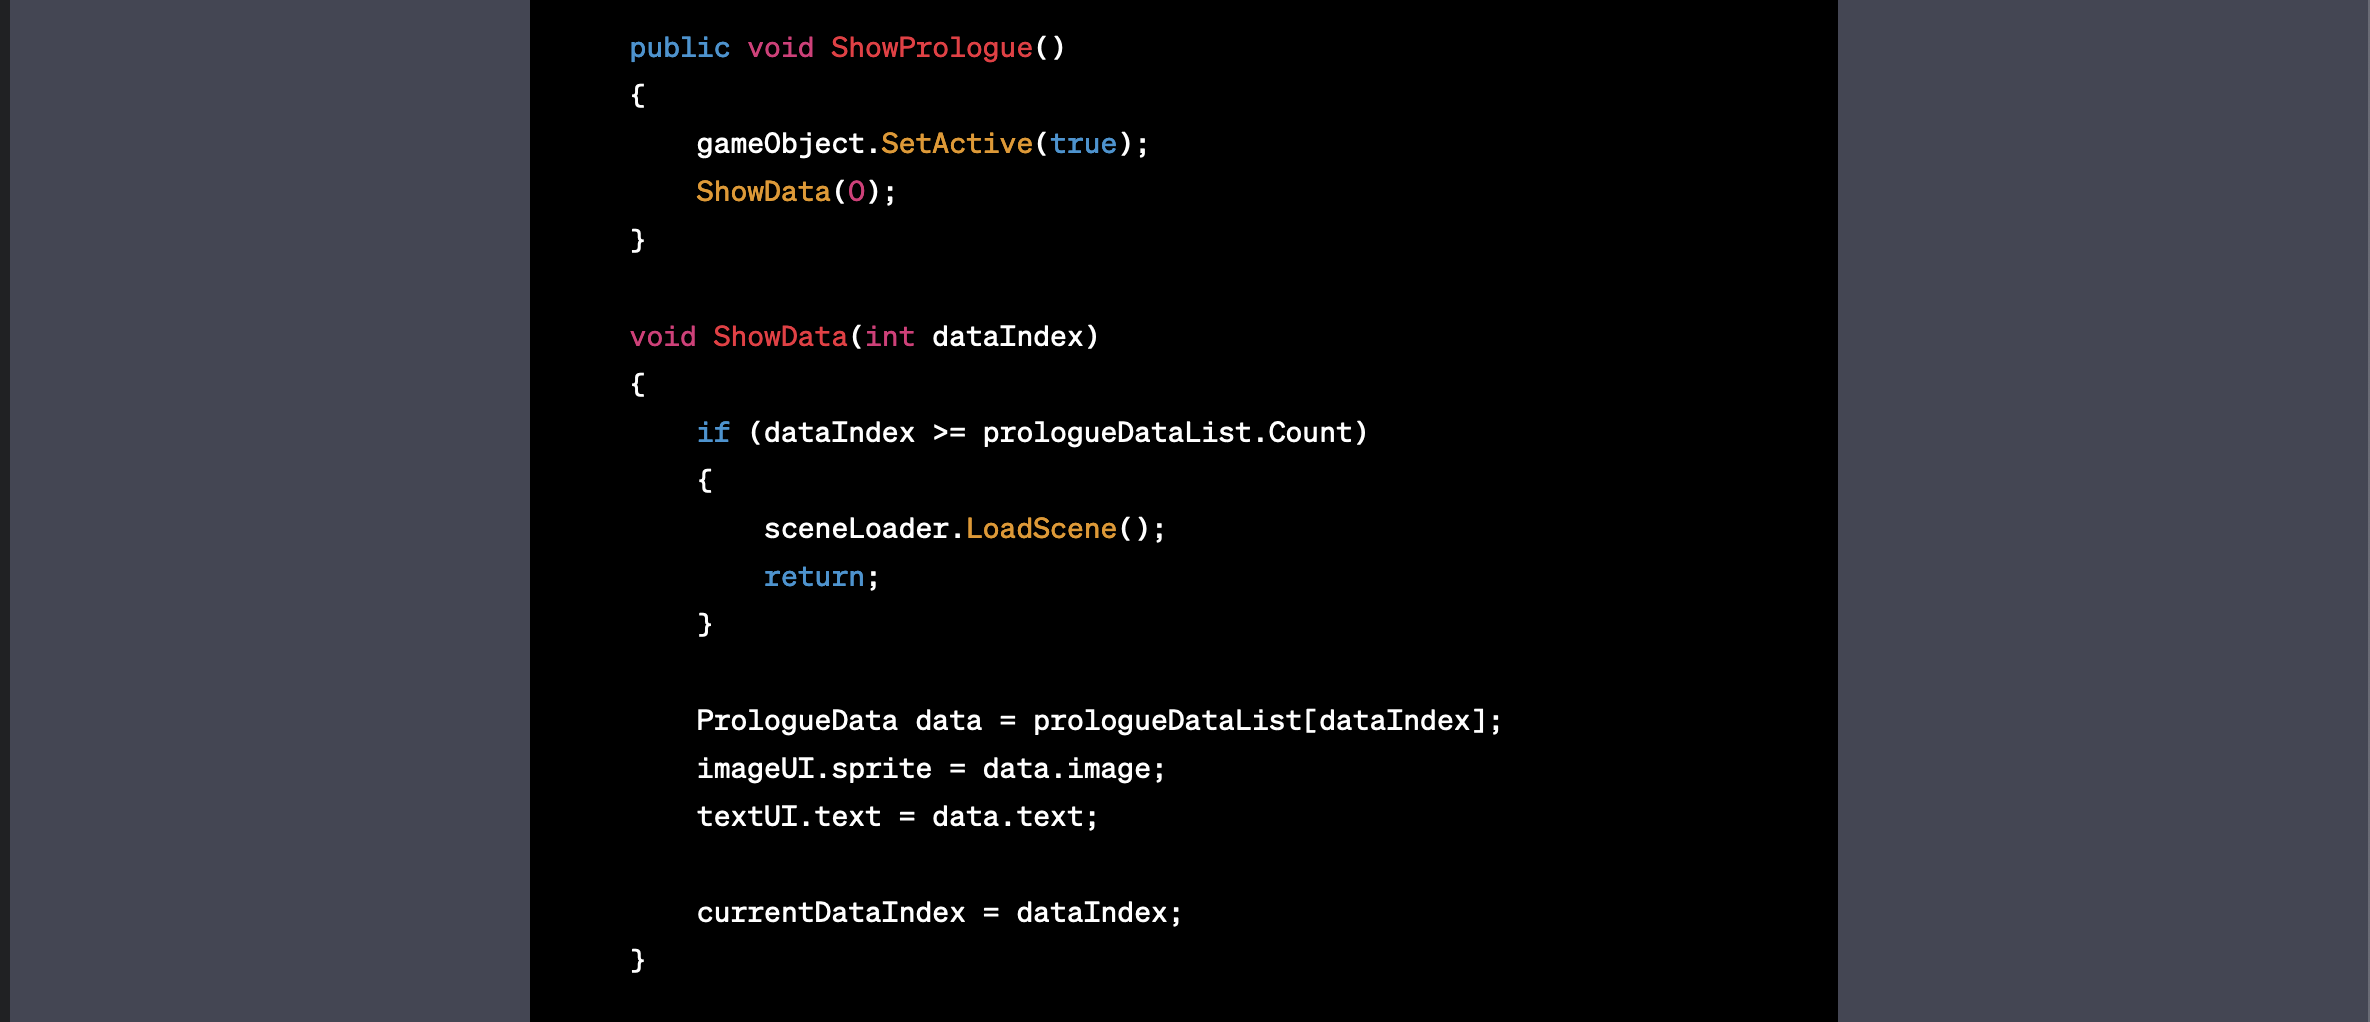 public void ShowPrologue()
{
    gameObject.SetActive(true);
    ShowData(0);
}

void ShowData(int dataIndex)
{
    if (dataIndex >= prologueDataList.Count)
    {
        sceneLoader.LoadScene();
        return;
    }

    PrologueData data = prologueDataList[dataIndex];
    imageUI.sprite = data.image;
    textUI.text = data.text;

    currentDataIndex = dataIndex;
}